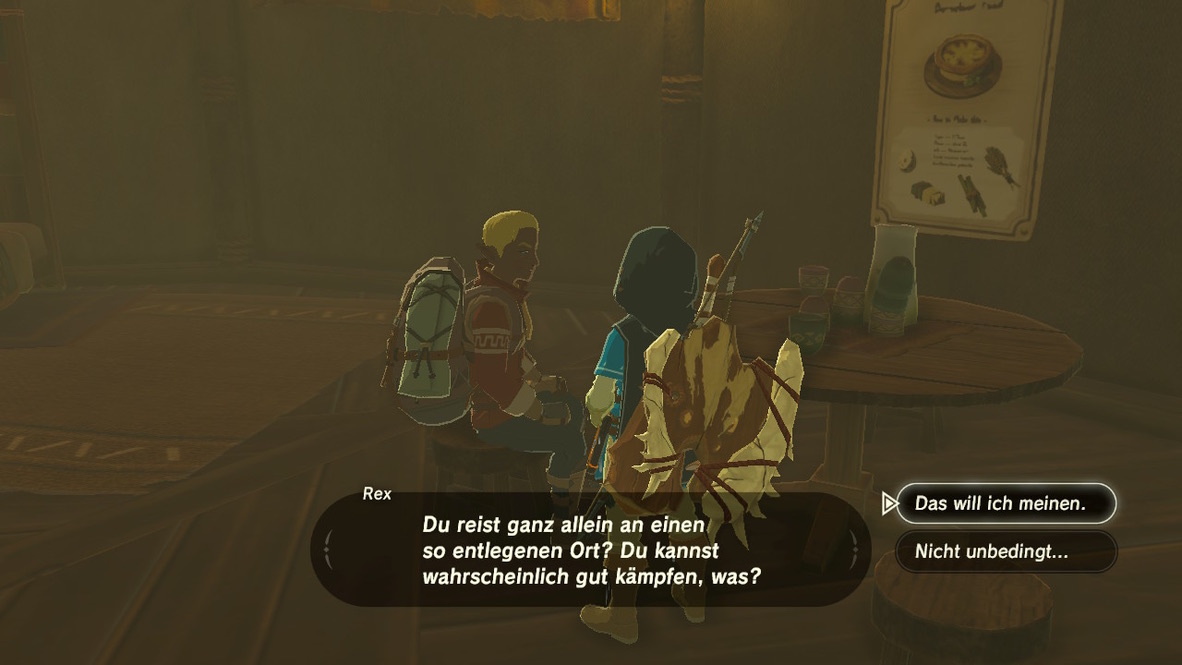 Rex
Du reist ganz allein an einen
so entlegenen Ort? Du kannst
wahrscheinlich gut kämpfen, was?
Das will ich meinen.
Nicht unbedingt...